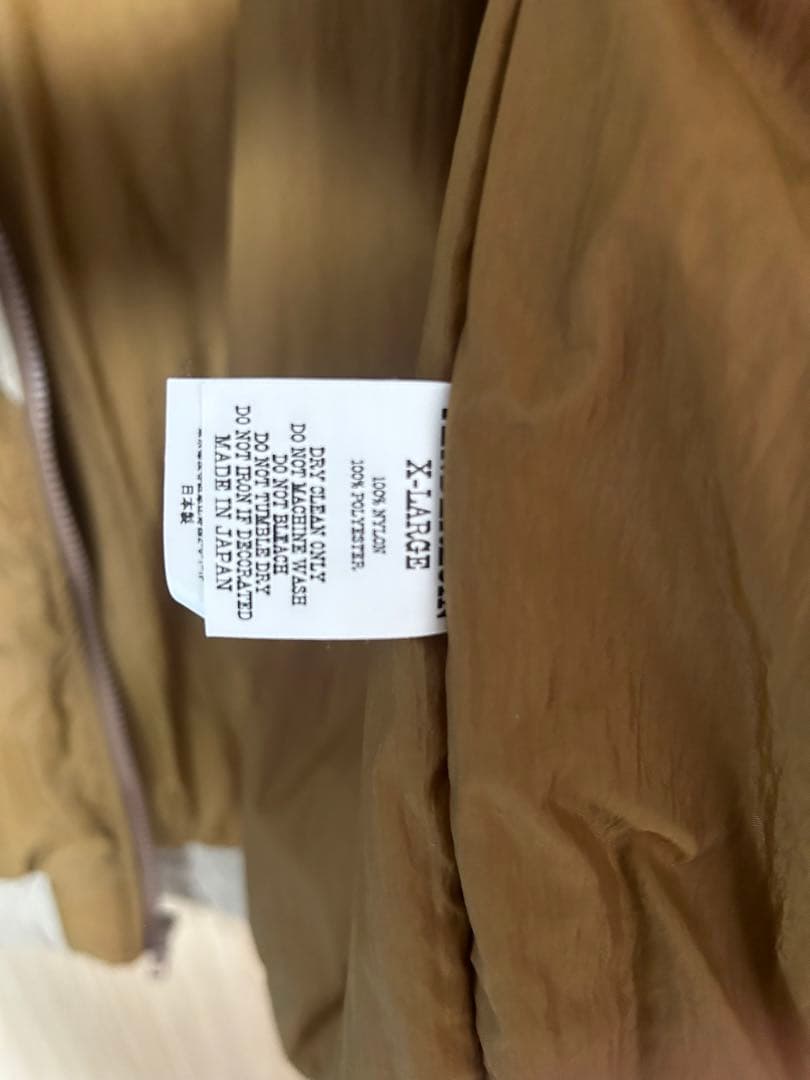 X-LARGE
100% NYLON
100% POLYESTER
DRY CLEAN ONLY
DO NOT MACHINE WASH
DO NOT BLEACH
DO NOT TUMBLE DRY
DO NOT IRON IF DECORATED
MADE IN JAPAN
日本製